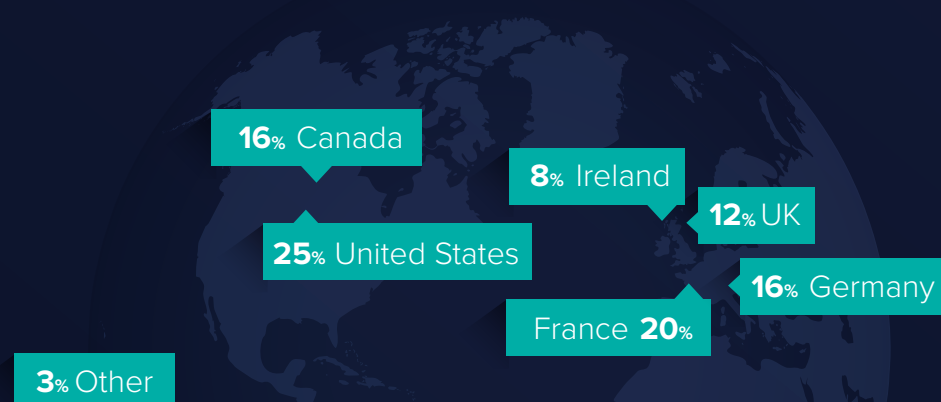 16% Canada
8% Ireland
12% UK
25% United States
16% Germany
France 20%
3% Other